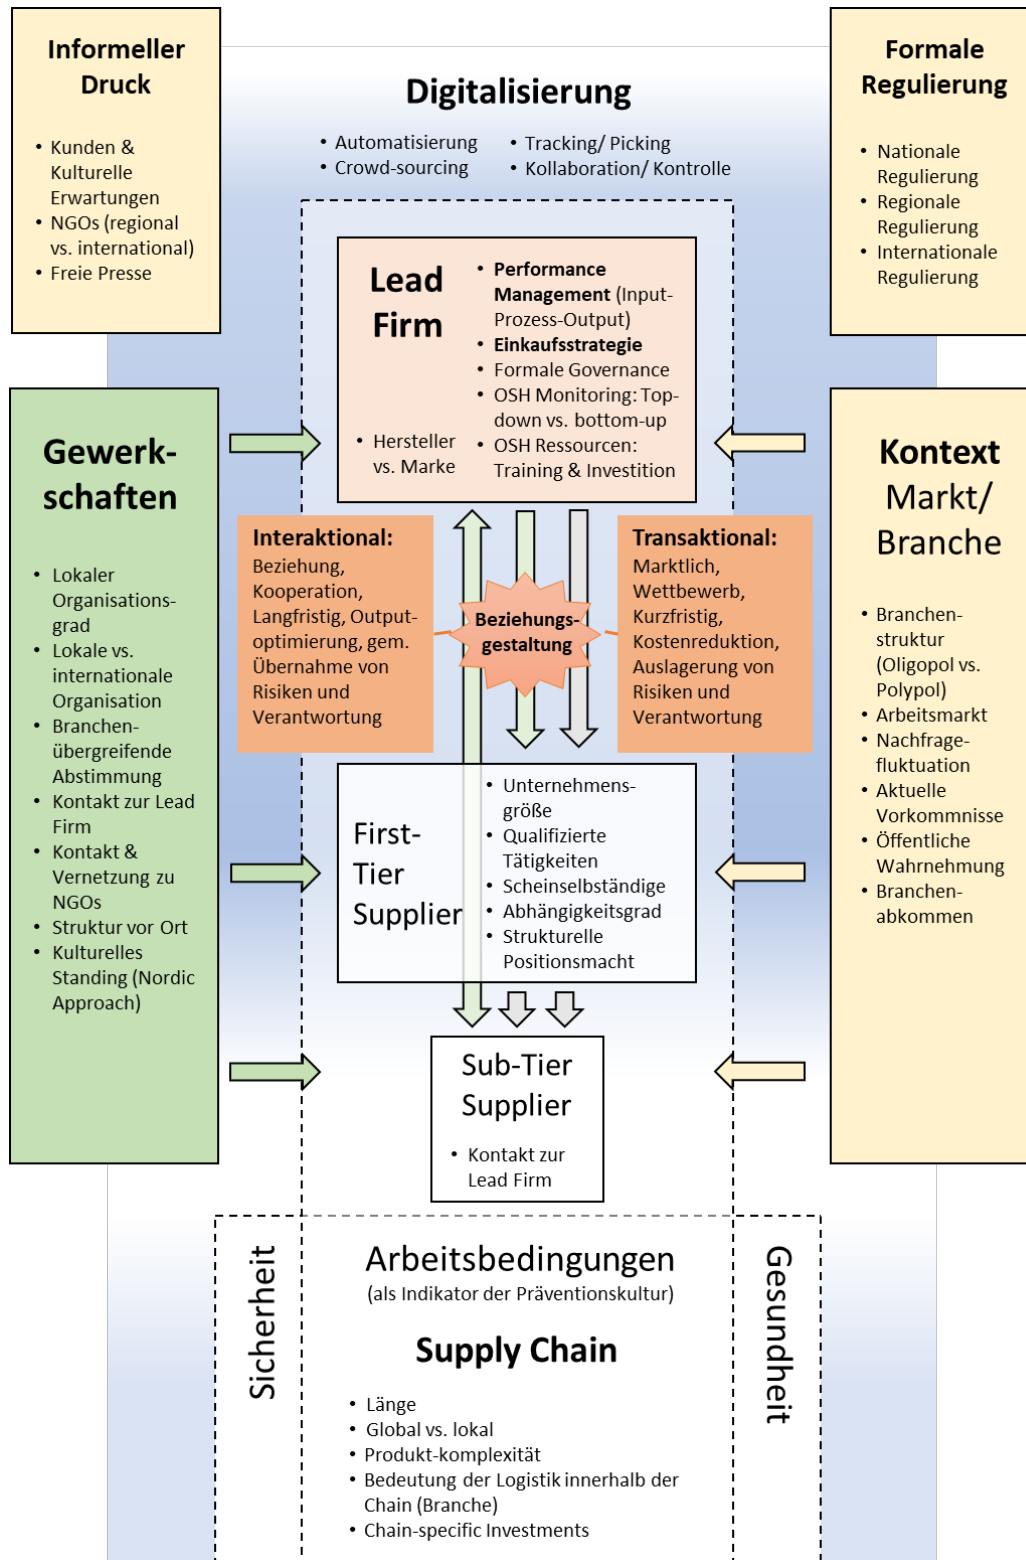 Informeller
Druck
• Kunden &
Kulturelle
Erwartungen
• NGOs (regional
vs. international)
• Freie Presse
Digitalisierung
• Automatisierung
• Crowd-sourcing
• Tracking/ Picking
• Kollaboration/ Kontrolle
Formale
Regulierung
• Nationale
Regulierung
• Regionale
Regulierung
• Internationale
Regulierung
Lead
Firm
• Hersteller
vs. Marke
• Performance
Management (Input-
Prozess-Output)
• Einkaufsstrategie
• Formale Governance
• OSH Monitoring: Top-
down vs. bottom-up
• OSH Ressourcen:
Training & Investition
Gewerk-
schaften
• Lokaler
Organisations-
grad
• Lokale vs.
internationale
Organisation
• Branchen-
übergreifende
Abstimmung
• Kontakt zur Lead
Firm
• Kontakt &
Vernetzung zu
NGOs
• Struktur vor Ort
• Kulturelles
Standing (Nordic
Approach)
Interaktional:
Beziehung,
Kooperation,
Langfristig, Output-
optimierung, gem.
Übernahme von
Risiken und
Verantwortung
Beziehungs-
gestaltung
Transaktional:
Marktlich,
Wettbewerb,
Kurzfristig,
Kostenreduktion,
Auslagerung von
Risiken und
Verantwortung
Kontext
Markt/
Branche
• Branchen-
struktur
(Oligopol vs.
Polypol)
• Arbeitsmarkt
• Nachfrage-
fluktuation
• Aktuelle
Vorkommnisse
• Öffentliche
Wahrnehmung
• Branchen-
abkommen
First-
Tier
Supplier
• Unternehmens-
größe
• Qualifizierte
Tätigkeiten
• Scheinselbständige
• Abhängigkeitsgrad
• Strukturelle
Positionsmacht
Sub-Tier
Supplier
• Kontakt zur
Lead Firm
Sicherheit
Arbeitsbedingungen
(als Indikator der Präventionskultur)
Supply Chain
• Länge
• Global vs. lokal
• Produkt-komplexität
• Bedeutung der Logistik innerhalb der
Chain (Branche)
• Chain-specific Investments
Gesundheit